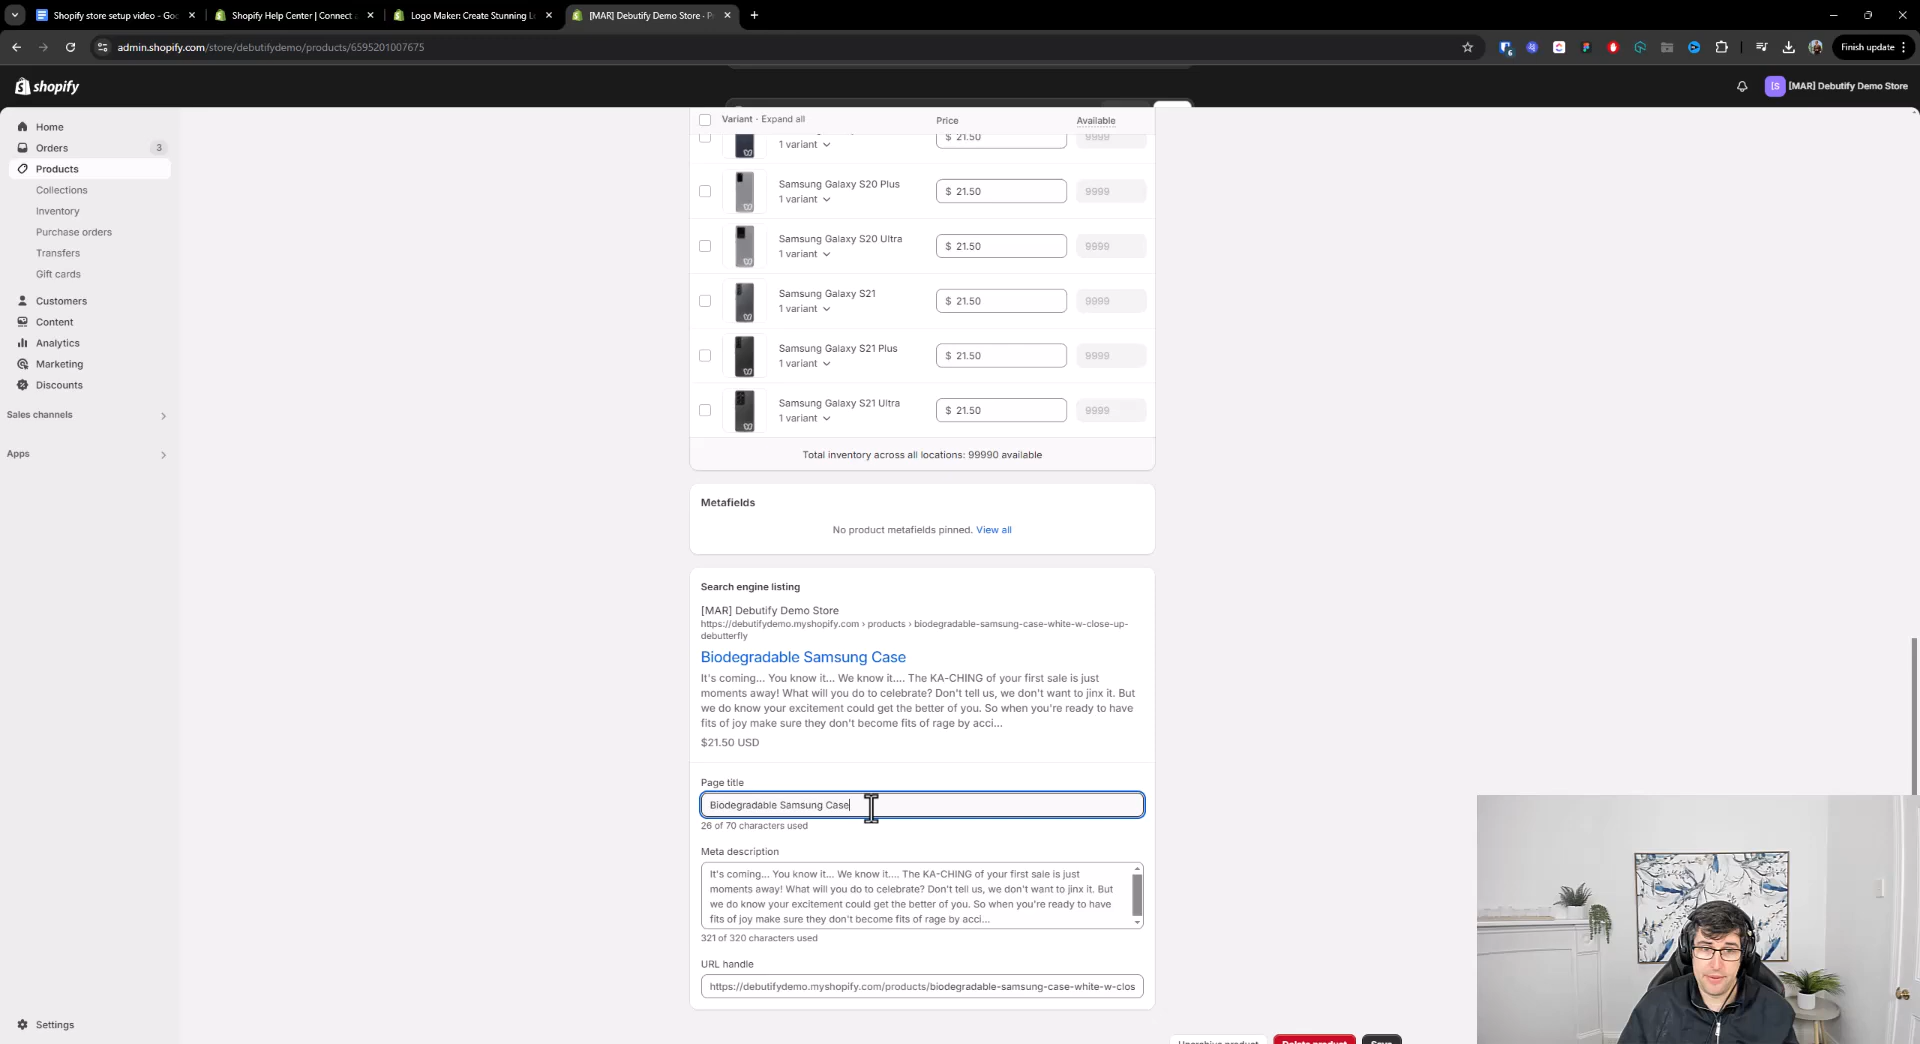 Shopify store setup video - Goo
Shopify Help Center | Connect a
Logo Maker: Create Stunning L
[MAR] Debutify Demo Store · P
admin.shopify.com/store/debutifydemo/products/6595201007675
6
Finish update
shopify
[S
[MAR] Debutify Demo Store
Home
Orders
3
Products
Collections
Inventory
Purchase orders
Transfers
Gift cards
Customers
Content
Analytics
Marketing
Discounts
Sales channels
Apps
Settings
Variant · Expand all
Price
Available
1 variant
$ 21.50
9999
Samsung Galaxy S20 Plus
1 variant
$ 21.50
9999
Samsung Galaxy S20 Ultra
1 variant
$ 21.50
9999
Samsung Galaxy S21
1 variant
$ 21.50
9999
Samsung Galaxy S21 Plus
1 variant
$ 21.50
9999
Samsung Galaxy S21 Ultra
1 variant
$ 21.50
9999
Total inventory across all locations: 99990 available
Metafields
No product metafields pinned. View all
Search engine listing
[MAR] Debutify Demo Store
https://debutifydemo.myshopify.com › products › biodegradable-samsung-case-white-w-close-up-
debutterfly
Biodegradable Samsung Case
It's coming... You know it... We know it.... The KA-CHING of your first sale is just
moments away! What will you do to celebrate? Don't tell us, we don't want to jinx it. But
we do know your excitement could get the better of you. So when you're ready to have
fits of joy make sure they don't become fits of rage by acci...
$21.50 USD
Page title
Biodegradable Samsung Case
26 of 70 characters used
Meta description
It's coming... You know it... We know it.... The KA-CHING of your first sale is just
moments away! What will you do to celebrate? Don't tell us, we don't want to jinx it. But
we do know your excitement could get the better of you. So when you're ready to have
fits of joy make sure they don't become fits of rage by acci...
321 of 320 characters used
URL handle
https://debutifydemo.myshopify.com/products/biodegradable-samsung-case-white-w-clos
Delete product
Save